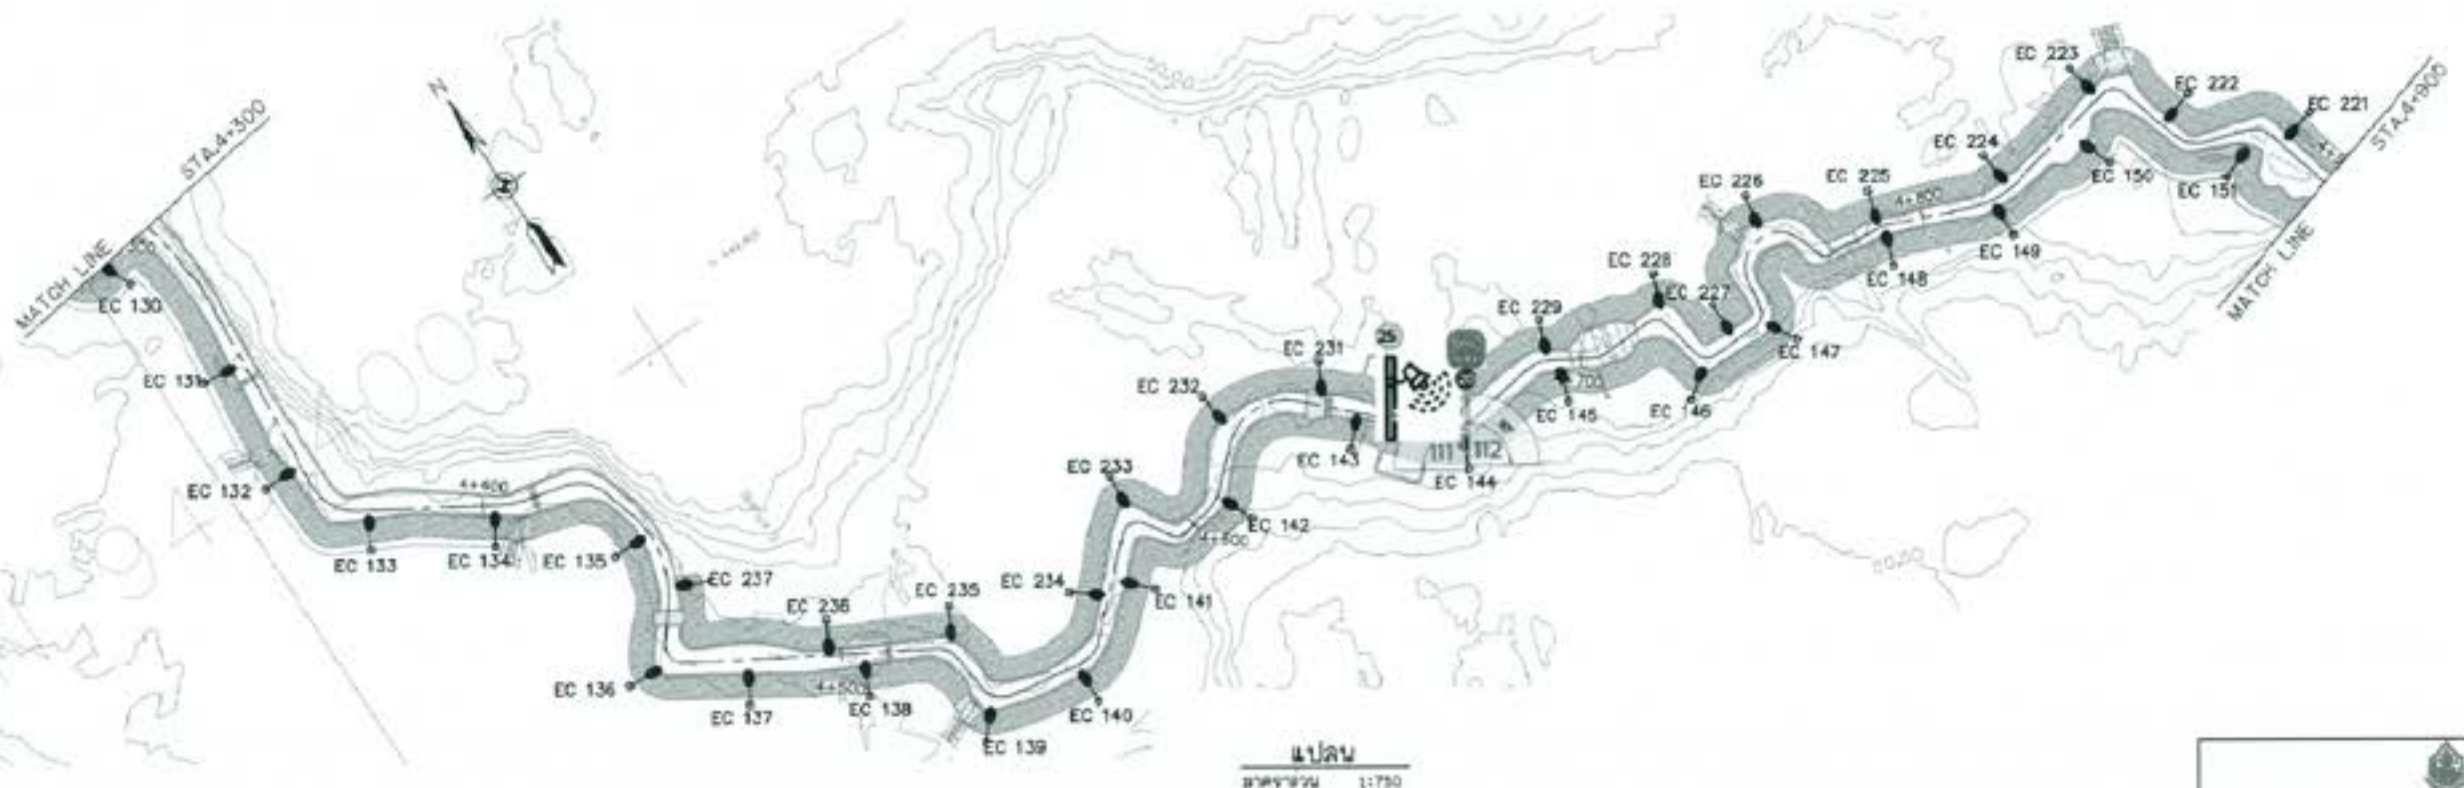 MATCH LINE
STA.4+300
N
EC 130
EC 131
EC 132
EC 133
4+400
EC 134
EC 135
EC 136
EC 237
EC 137
EC 236
4+500
EC 138
EC 235
EC 139
EC 140
EC 234
EC 141
EC 233
EC 142
4+600
EC 232
EC 231
EC 143
25
111
112
EC 144
EC 229
EC 145
EC 228
EC 227
EC 146
EC 147
EC 226
EC 225
EC 148
4+800
EC 224
EC 149
EC 223
EC 222
EC 150
EC 151
EC 221
STA.4+900
MATCH LINE
50.00
แปลน
1:750